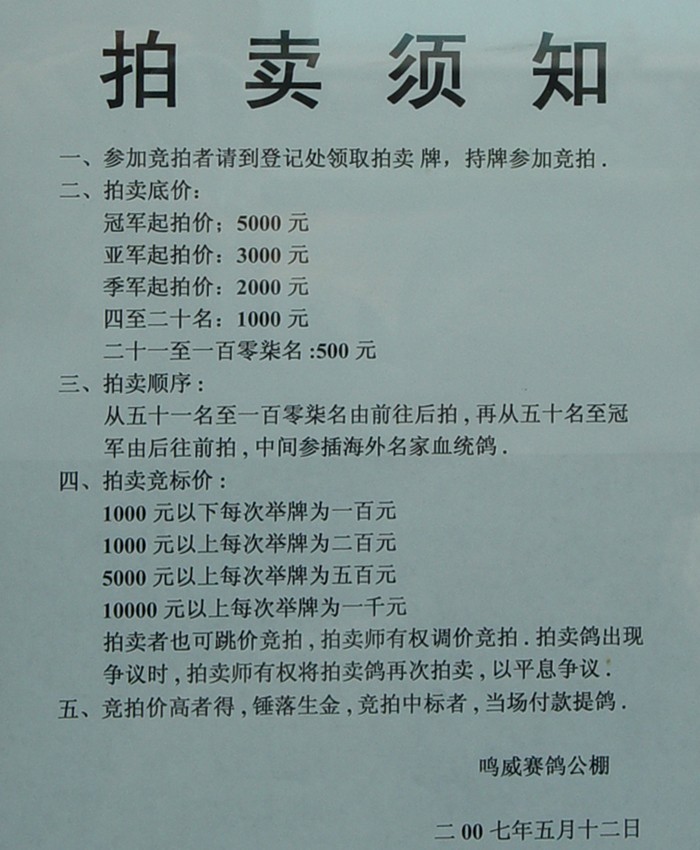 拍卖须知
一、参加竞拍者请到登记处领取拍卖 牌，持牌参加竞拍.
二、拍卖底价：
冠军起拍价；5000 元
亚军起拍价：3000 元
季军起拍价：2000 元
四至二十名：1000 元
二十一至一百零柒名:500 元
三、拍卖顺序:
从五十一名至一百零柒名由前往后拍,再从五十名至冠
军由后往前拍,中间参插海外名家血统鸽.
四、拍卖竞标价:
1000 元以下每次举牌为一百元
1000 元以上每次举牌为二百元
5000 元以上每次举牌为五百元
10000 元以上每次举牌为一千元
拍卖者也可跳价竞拍,拍卖师有权调价竞拍.拍卖鸽出现
争议时,拍卖师有权将拍卖鸽再次拍卖,以平息争议.
五、竞拍价高者得,锤落生金,竞拍中标者,当场付款提鸽.
鸣威赛鸽公棚
二 00 七年五月十二日